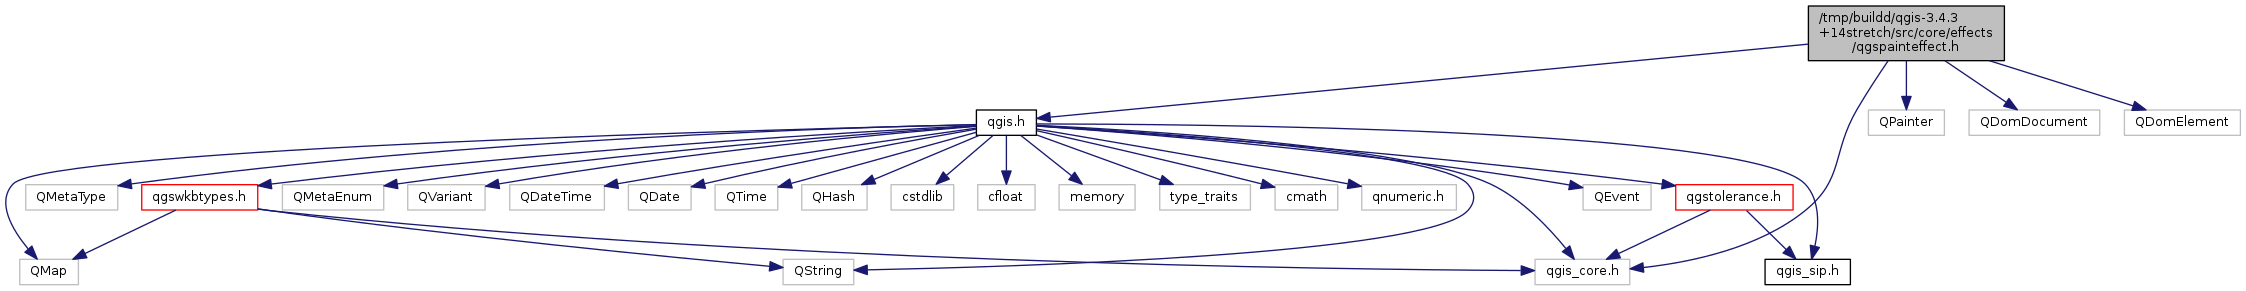 /tmp/buildd/qgis-3.4.3
+14stretch/src/core/effects
/qgspainteffect.h
qgis.h
QPainter
QDomDocument
QDomElement
QMetaType
qgswkbtypes.h
QMetaEnum
QVariant
QDateTime
QDate
QTime
QHash
cstdlib
cfloat
memory
type_traits
cmath
qnumeric.h
QEvent
qgstolerance.h
QMap
QString
qgis_core.h
qgis_sip.h